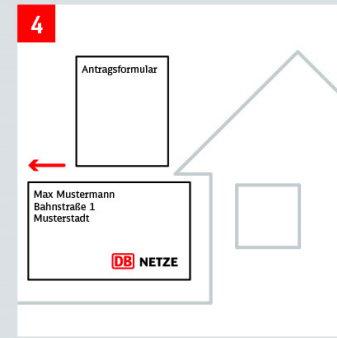 4
Antragsformular
Max Mustermann
Bahnstraße 1
Musterstadt
DB NETZE